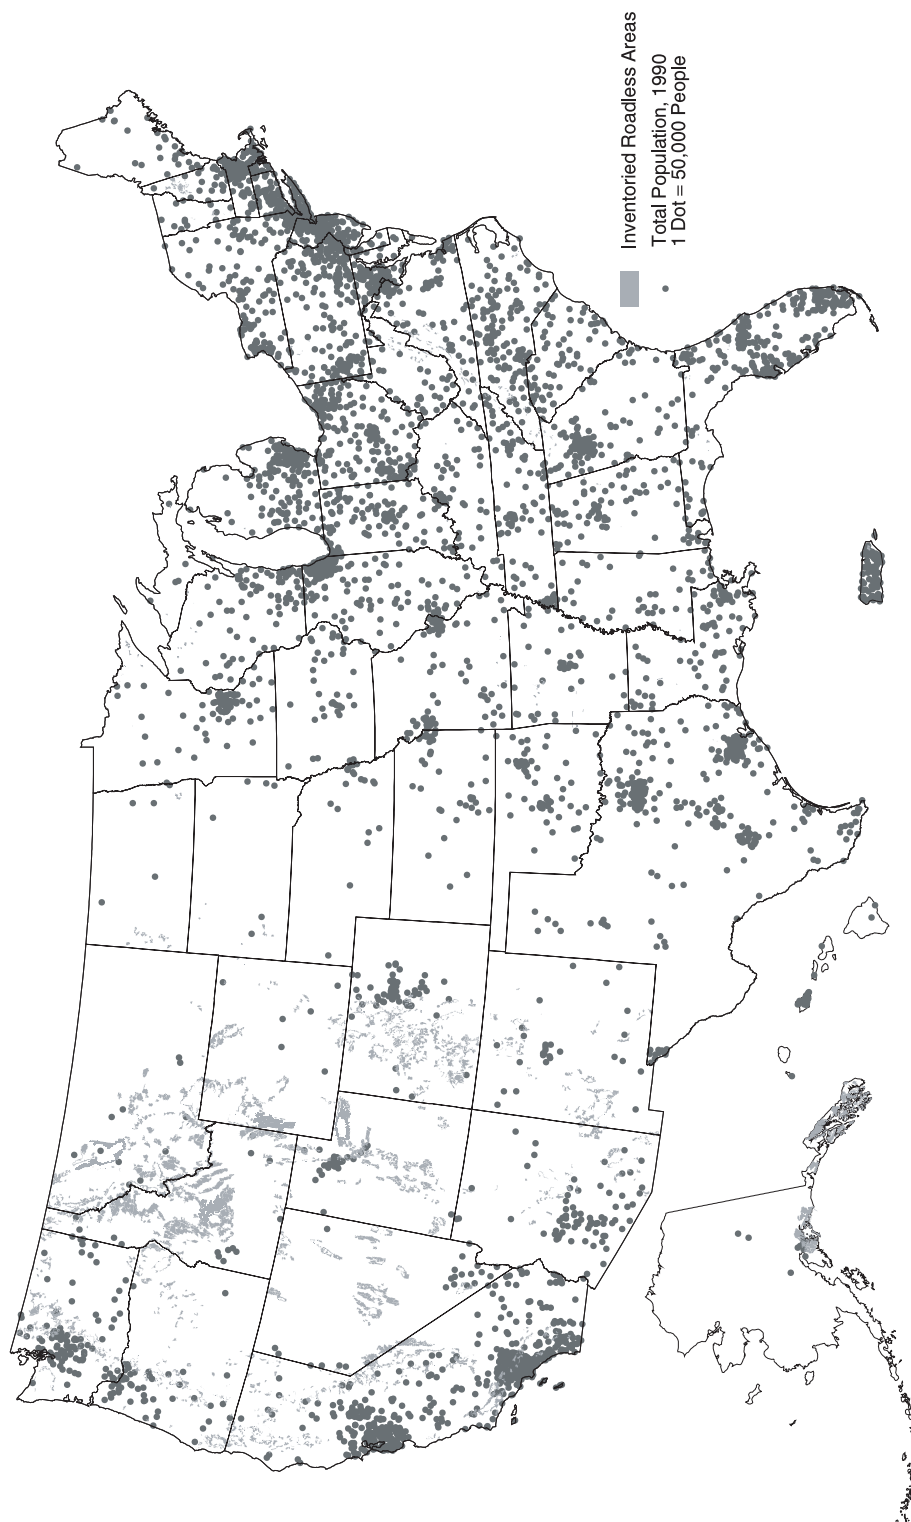 Inventoried Roadless Areas
Total Population, 1990
1 Dot = 50,000 People